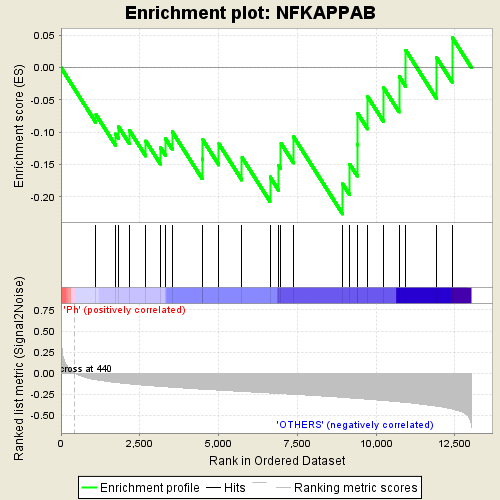 Enrichment plot: NFKAPPAB
Enrichment score (ES)
0.05
0.00
-0.05
-0.10
-0.15
-0.20
Ranked list metric (Signal2Noise)
'Ph' (positively correlated)
0.75
0.50
0.25
0.00
-0.25
-0.50
cross at 440
'OTHERS' (negatively correlated)
0
2,500
5,000
7,500
10,000
12,500
Rank in Ordered Dataset
Enrichment profile
Hits
Ranking metric scores